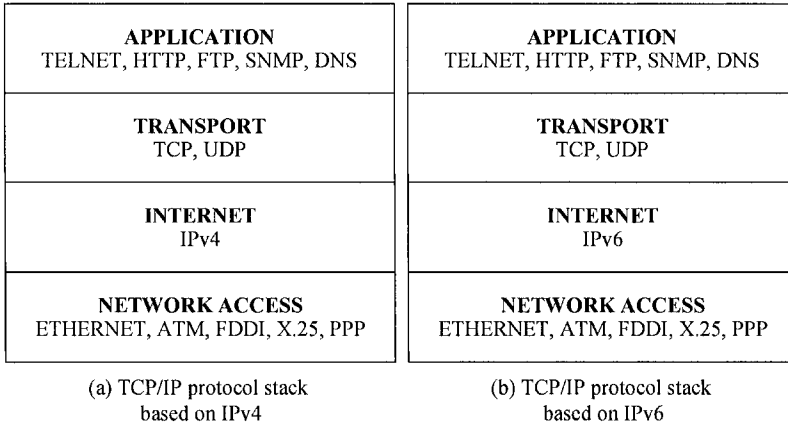 APPLICATION
TELNET, HTTP, FTP, SNMP, DNS
TRANSPORT
TCP, UDP
INTERNET
IPv4
NETWORK ACCESS
ETHERNET, ATM, FDDI, X.25, PPP
(a) TCP/IP protocol stack
based on IPv4
APPLICATION
TELNET, HTTP, FTP, SNMP, DNS
TRANSPORT
TCP, UDP
INTERNET
IPv6
NETWORK ACCESS
ETHERNET, ATM, FDDI, X.25, PPP
(b) TCP/IP protocol stack
based on IPv6